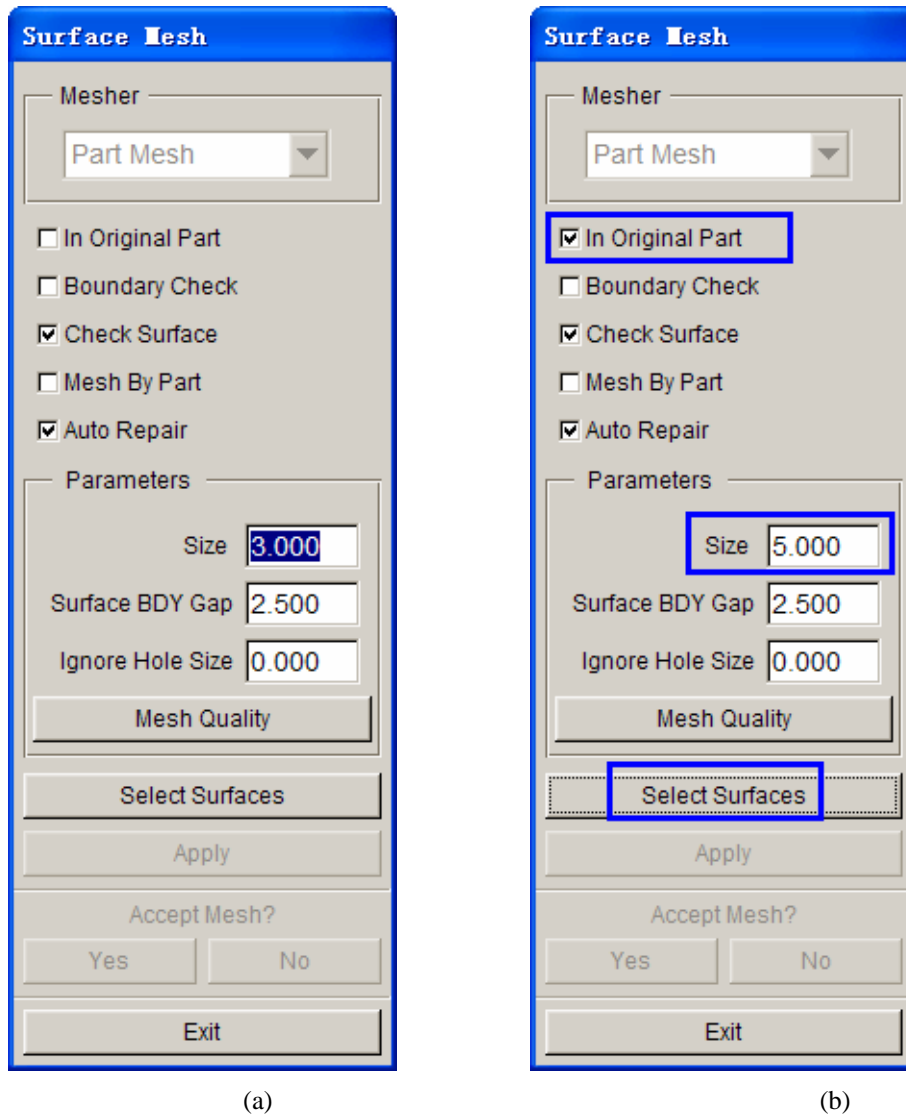 Surface Mesh
Mesher
Part Mesh
In Original Part
Boundary Check
Check Surface
Mesh By Part
Auto Repair
Parameters
Size 3.000
Surface BDY Gap 2.500
Ignore Hole Size 0.000
Mesh Quality
Select Surfaces
Apply
Accept Mesh?
Yes No
Exit
(a)
Surface Mesh
Mesher
Part Mesh
In Original Part
Boundary Check
Check Surface
Mesh By Part
Auto Repair
Parameters
Size 5.000
Surface BDY Gap 2.500
Ignore Hole Size 0.000
Mesh Quality
Select Surfaces
Apply
Accept Mesh?
Yes No
Exit
(b)